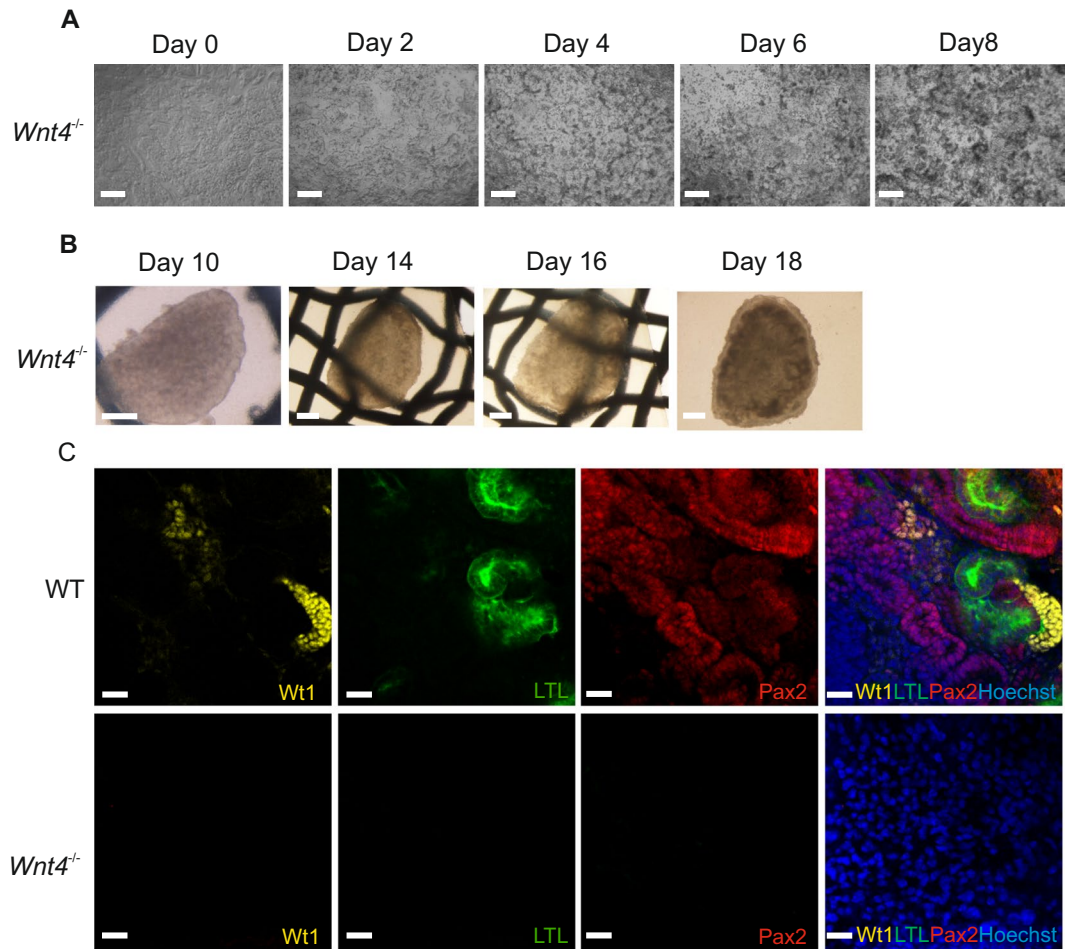 A
Day 0 Day 2 Day 4 Day 6 Day8
Wnt4-/-
B
Day 10 Day 14 Day 16 Day 18
Wnt4-/-
C
WT
Wt1 LTL Pax2 Wt1LTLPax2Hoechst
Wnt4-/-
Wt1 LTL Pax2 Wt1LTLPax2Hoechst